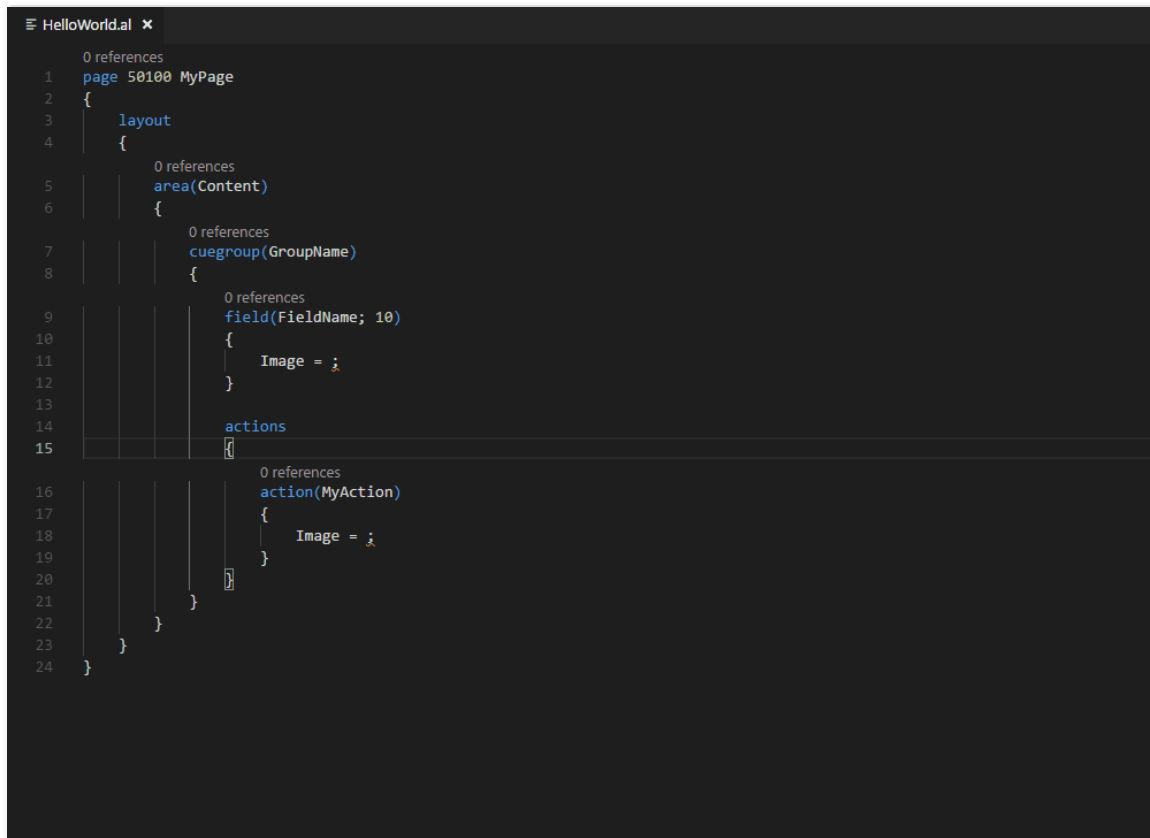 HelloWorld.al ×
0 references
1 page 50100 MyPage
2 {
3 layout
4 {
0 references
5 area(Content)
6 {
0 references
7 cuegroup(GroupName)
8 {
0 references
9 field(FieldName; 10)
10 {
11 Image = ;
12 }
13
14 actions
15 {
0 references
16 action(MyAction)
17 {
18 Image = ;
19 }
20 }
21 }
22 }
23 }
24 }